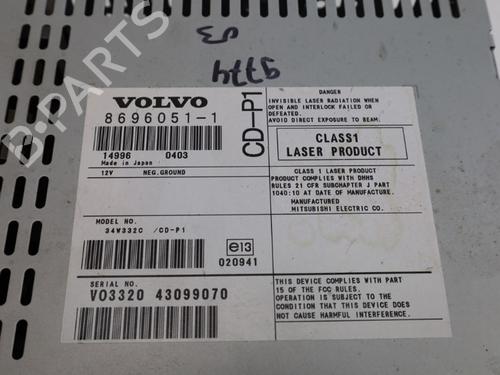 VOLVO
8696051-1
14996 0403
Made in Japan
12V NEG.GROUND
MODEL NO.
34W332C /CD-P1
e13
020941
SERIAL NO.
VO3320 43099070
CD-P1
DANGER
INVISIBLE LASER RADIATION WHEN
OPEN AND INTERLOCK FAILED OR
DEFEATED.
AVOID DIRECT EXPOSURE TO BEAM.
CLASS1
LASER PRODUCT
CLASS 1 LASER PRODUCT
PRODUCT COMPLIES WITH DHHS
RULES 21 CFR SUBCHAPTER J PART
1040:10 AT DATE OF MANUFACTURE.
MANUFACTURED
MITSUBISHI ELECTRIC CO.
THIS DEVICE COMPLIES WITH PART
15 OF THE FCC RULES.
OPERATION IS SUBJECT TO THE
CONDITION THAT THIS DEVICE DOES
NOT CAUSE HARMFUL INTERFERENCE.